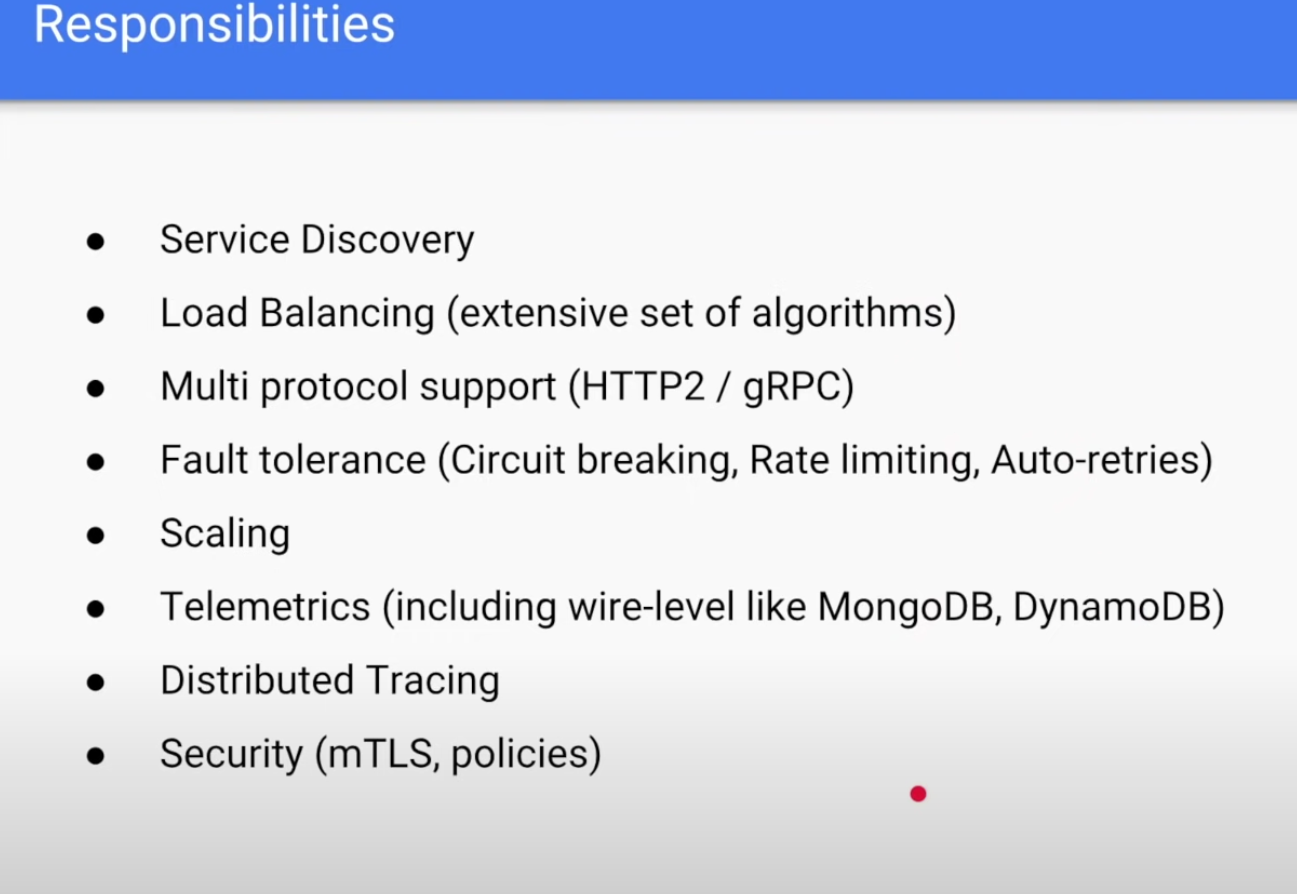 Responsibilities
● Service Discovery
● Load Balancing (extensive set of algorithms)
● Multi protocol support (HTTP2 / gRPC)
● Fault tolerance (Circuit breaking, Rate limiting, Auto-retries)
● Scaling
● Telemetrics (including wire-level like MongoDB, DynamoDB)
● Distributed Tracing
● Security (mTLS, policies)